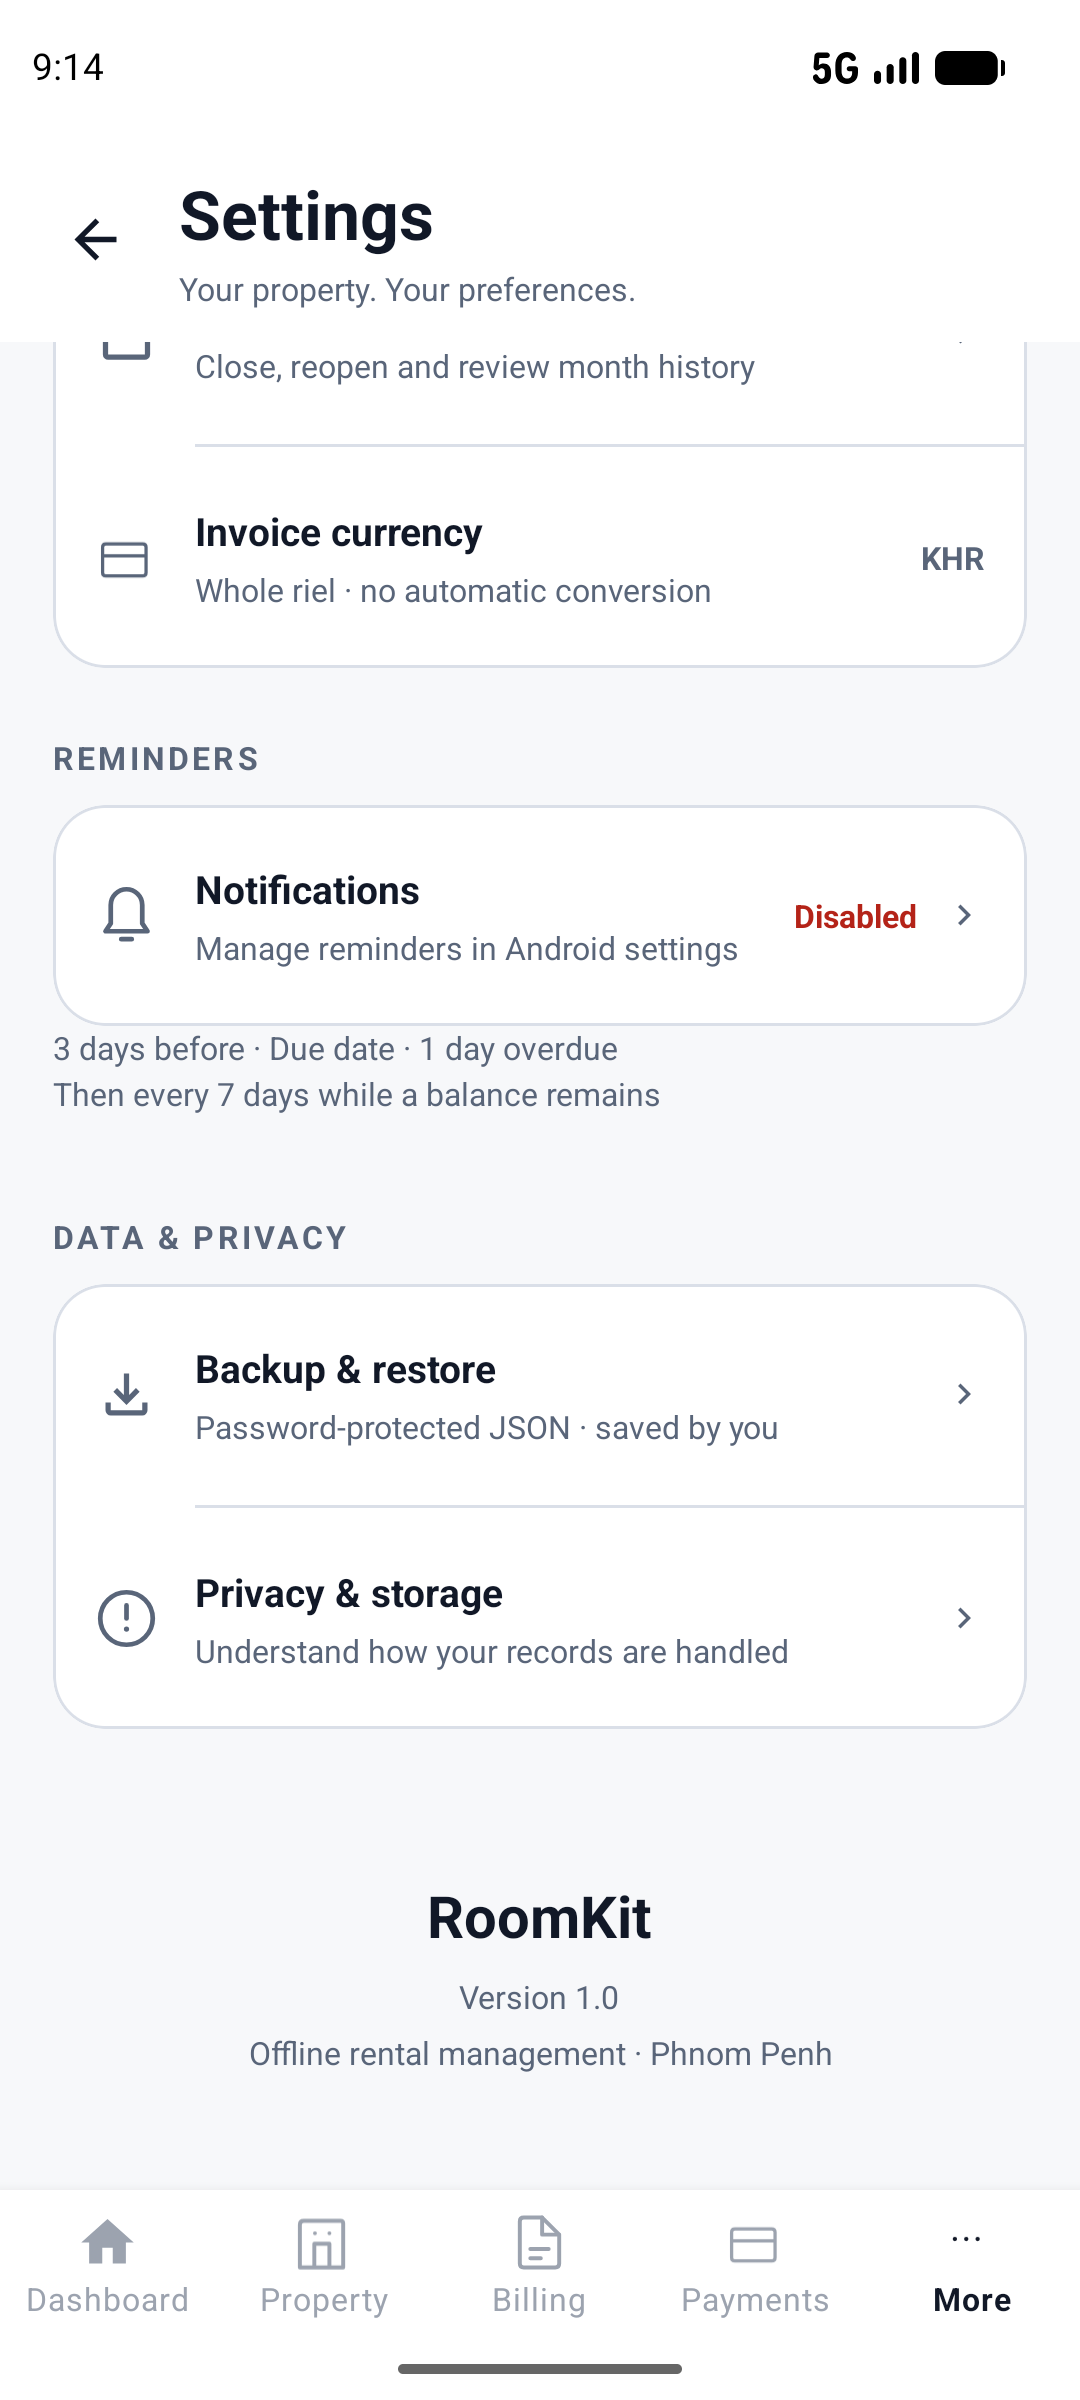 9:14
5G
Settings
Your property. Your preferences.
Close, reopen and review month history
Invoice currency
Whole riel · no automatic conversion
KHR
REMINDERS
Notifications
Manage reminders in Android settings
Disabled
3 days before · Due date · 1 day overdue
Then every 7 days while a balance remains
DATA & PRIVACY
Backup & restore
Password-protected JSON · saved by you
Privacy & storage
Understand how your records are handled
RoomKit
Version 1.0
Offline rental management · Phnom Penh
Dashboard
Property
Billing
Payments
More